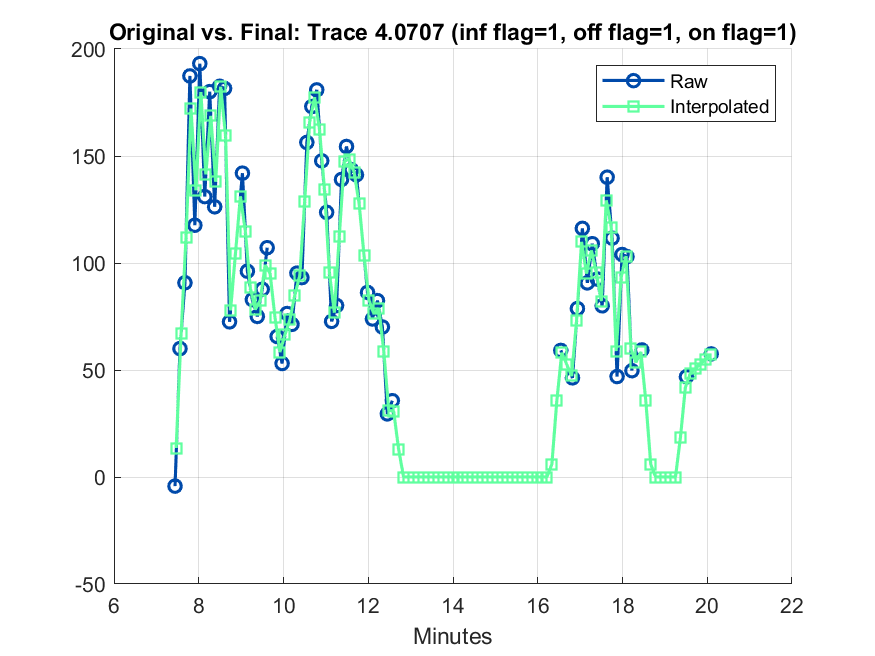 Original vs. Final: Trace 4.0707 (inf flag=1, off flag=1, on flag=1)
200
Raw
Interpolated
150
100
50
0
-50
6 8 10 12 14 16 18 20 22
Minutes